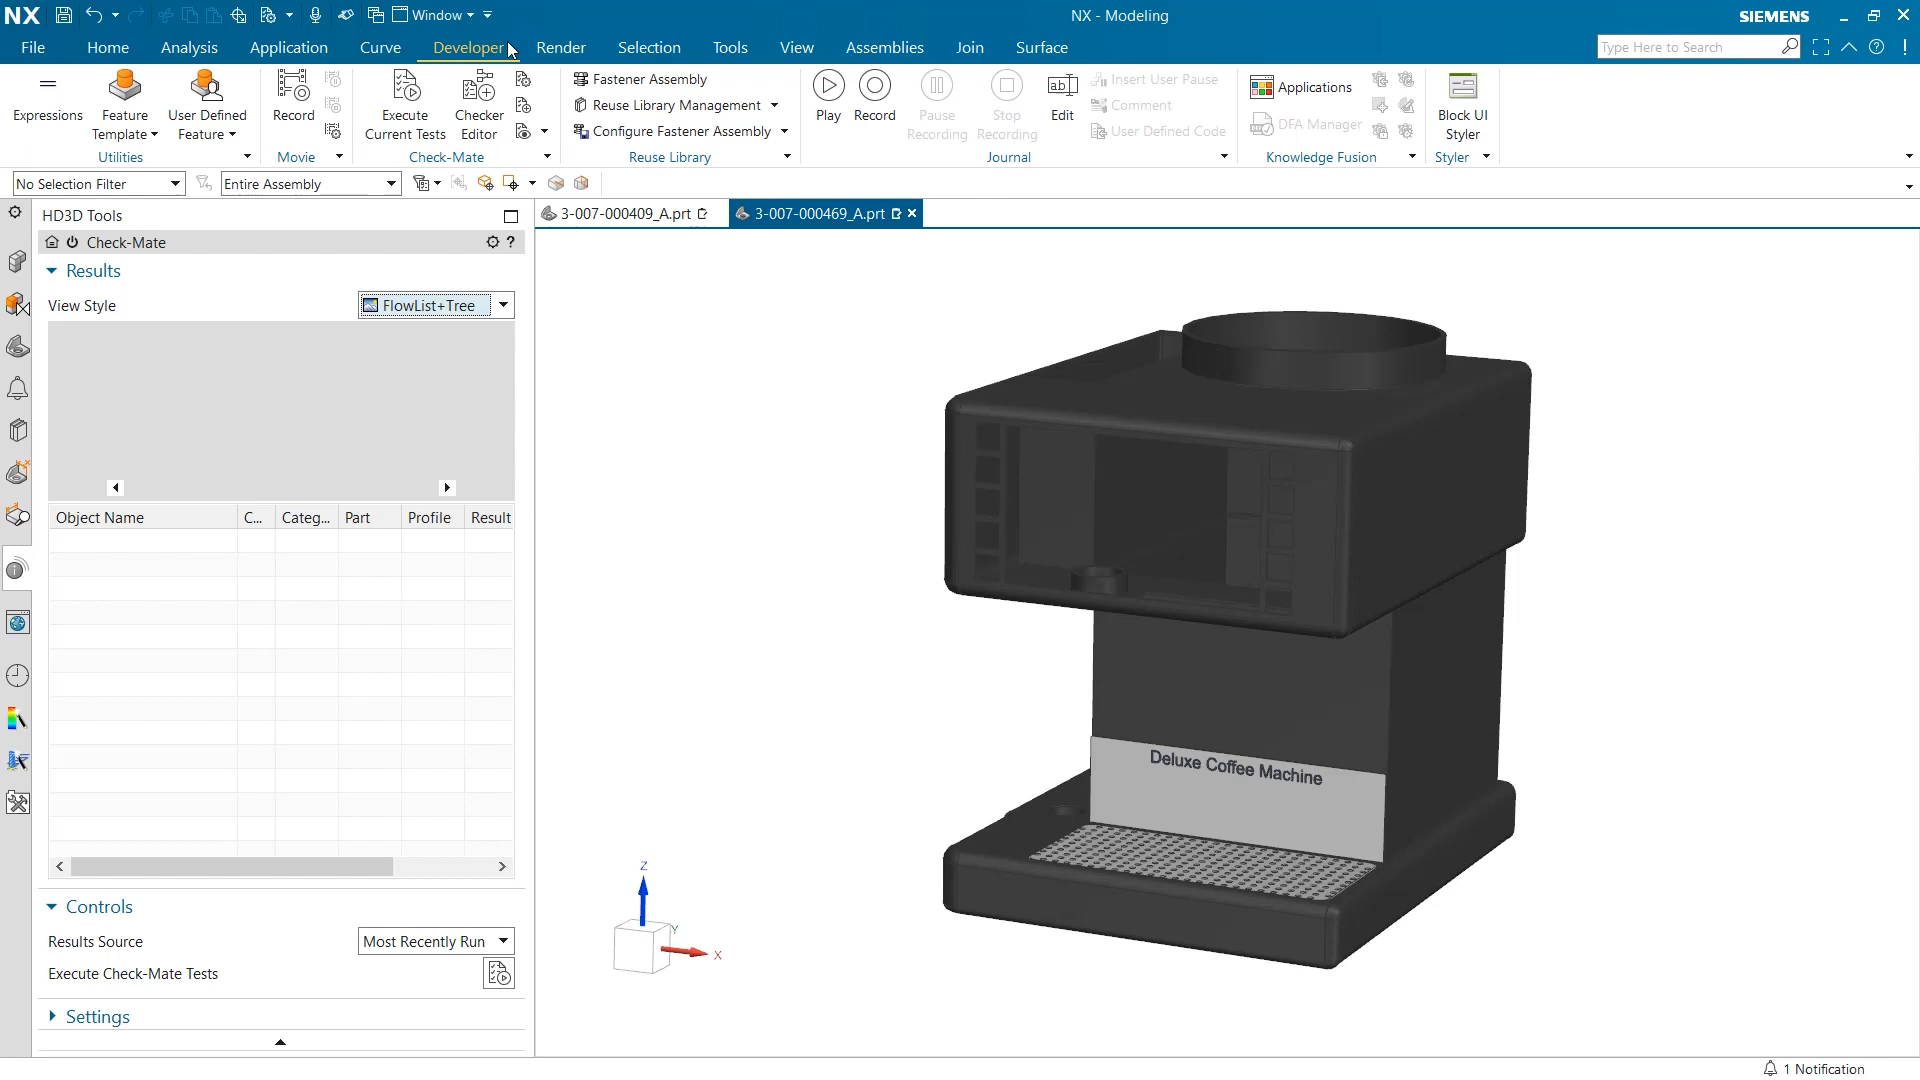 NX
Window
NX - Modeling
SIEMENS
File
Home
Analysis
Application
Curve
Developer
Render
Selection
Tools
View
Assemblies
Join
Surface
Type Here to Search
Expressions
Feature
Template
User Defined
Feature
Utilities
Record
Movie
Execute
Current Tests
Checker
Editor
Check-Mate
Fastener Assembly
Reuse Library Management
Configure Fastener Assembly
Reuse Library
Play
Record
Pause
Recording
Stop
Recording
Edit
Insert User Pause
Comment
User Defined Code
Journal
Applications
DFA Manager
Knowledge Fusion
Block UI
Styler
Styler
No Selection Filter
Entire Assembly
HD3D Tools
3-007-000409_A.prt
3-007-000469_A.prt
Check-Mate
Results
View Style
FlowList+Tree
Object Name
C...
Categ...
Part
Profile
Result
Deluxe Coffee Machine
Z
Y
X
Controls
Results Source
Most Recently Run
Execute Check-Mate Tests
Settings
1 Notification